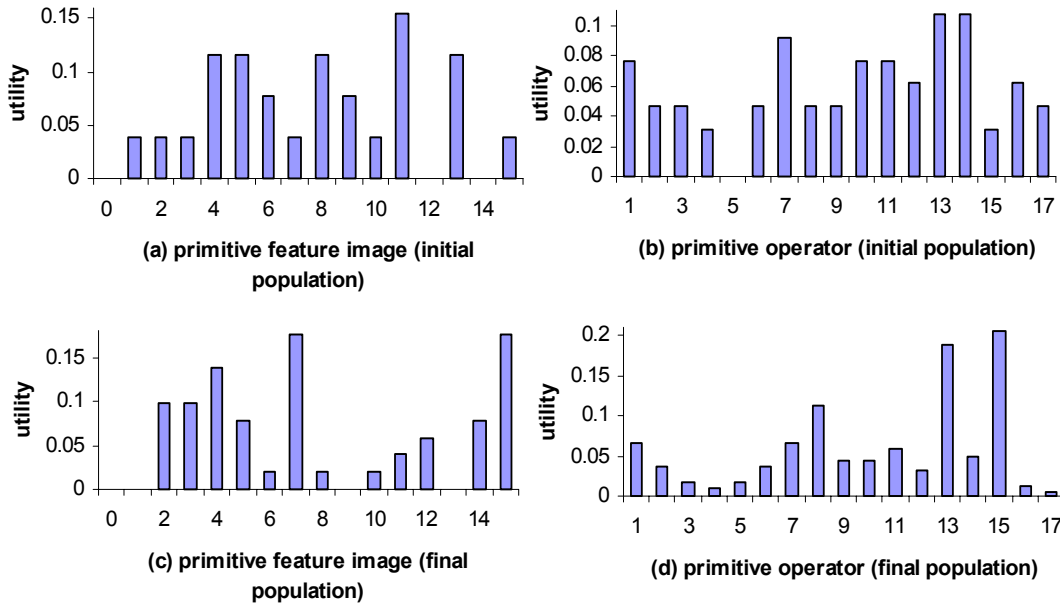 0.15
0.1
0.05
0
utility
0 2 4 6 8 10 12 14
(a) primitive feature image (initial
population)
0.1
0.08
0.06
0.04
0.02
0
utility
1 3 5 7 9 11 13 15 17
(b) primitive operator (initial population)
0.15
0.1
0.05
0
utility
0 2 4 6 8 10 12 14
(c) primitive feature image (final
population)
0.2
0.15
0.1
0.05
0
utility
1 3 5 7 9 11 13 15 17
(d) primitive operator (final population)